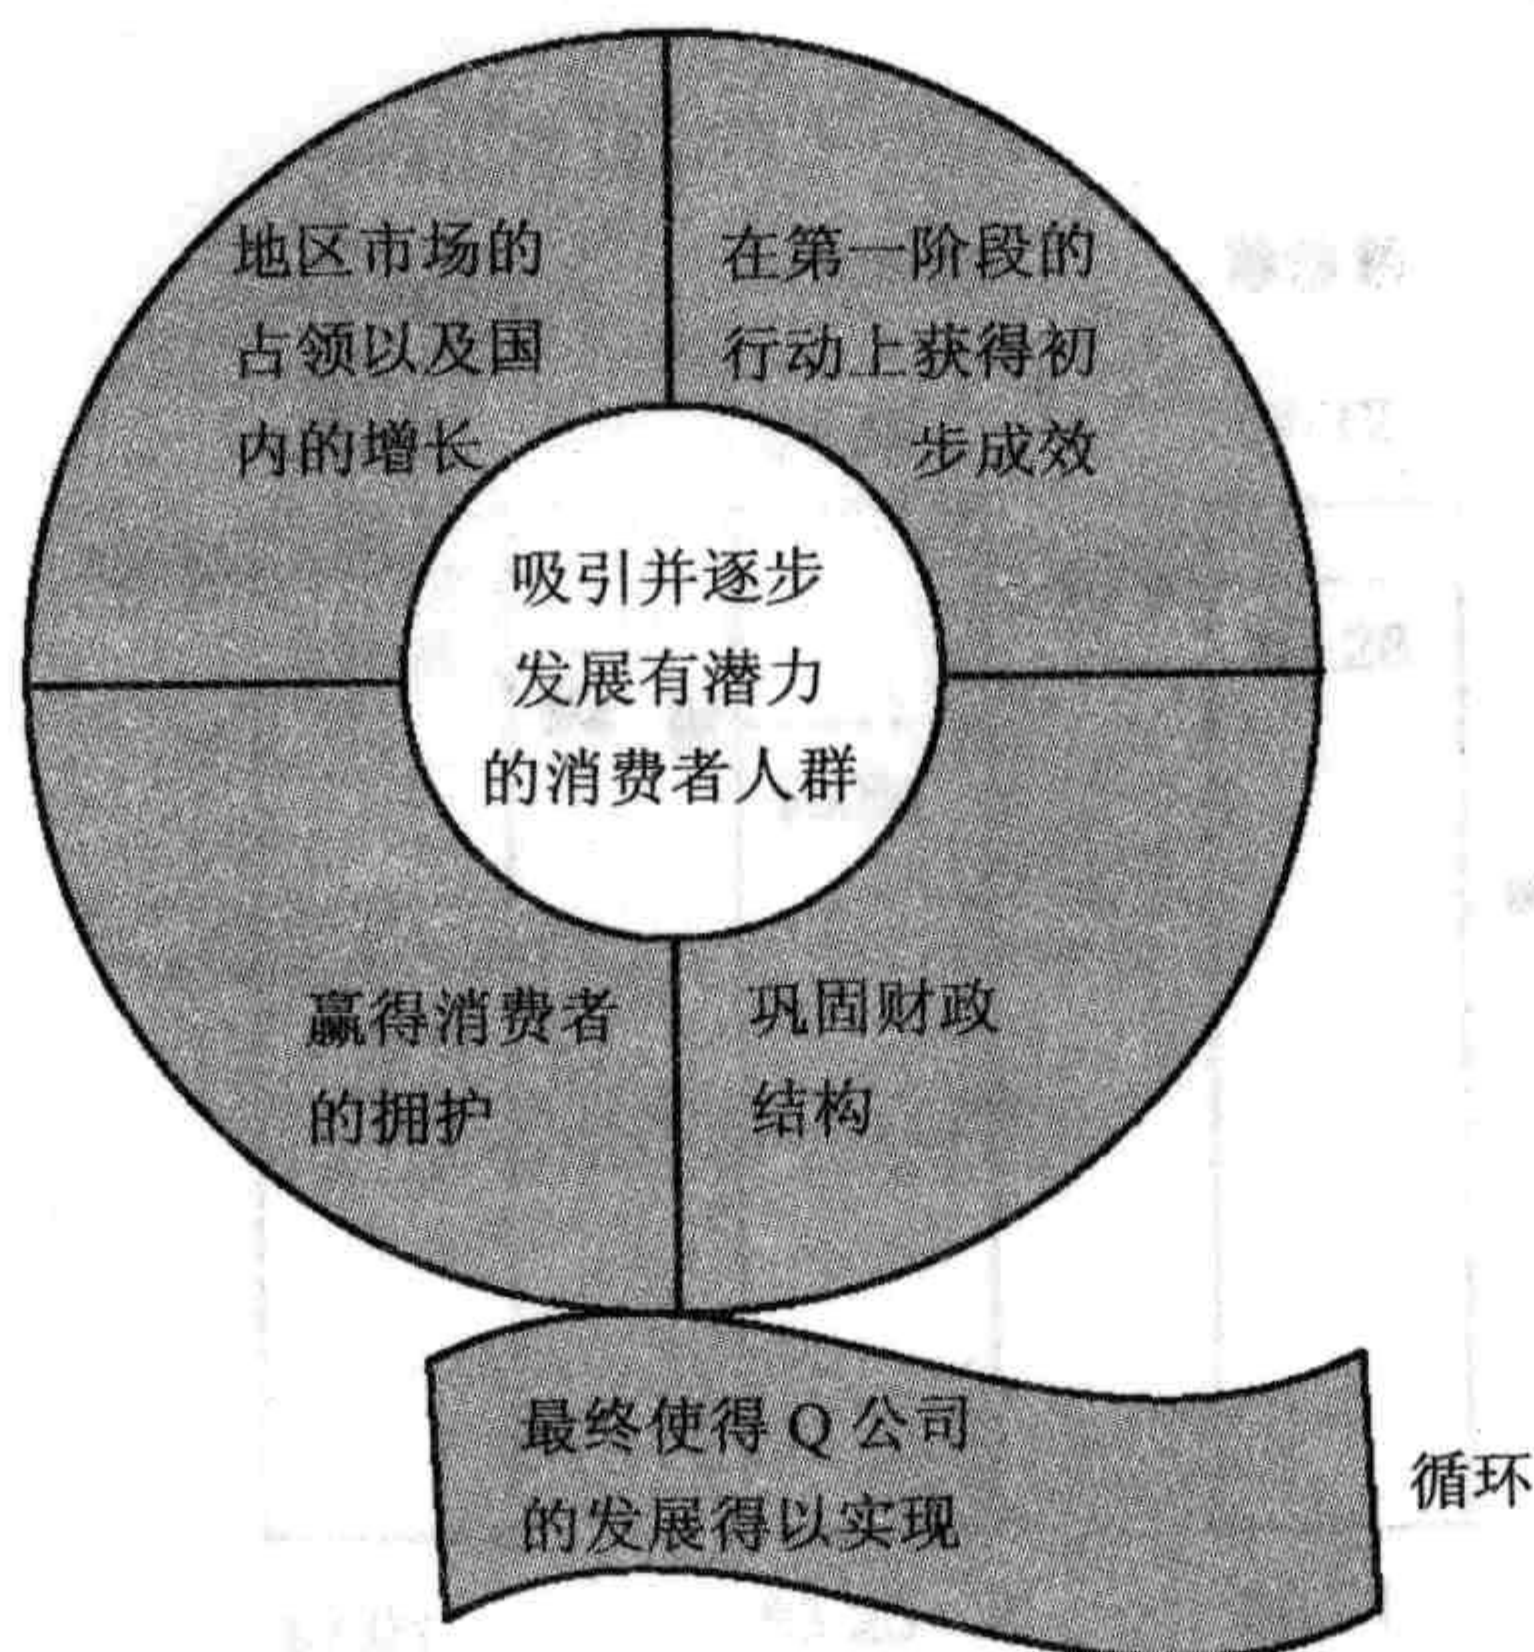 地区市场的
占领以及国
内的增长
在第一阶段的
行动上获得初
步成效
吸引并逐步
发展有潜力
的消费者人群
赢得消费者
的拥护
巩固财政
结构
最终使得 Q 公司
的发展得以实现
循环